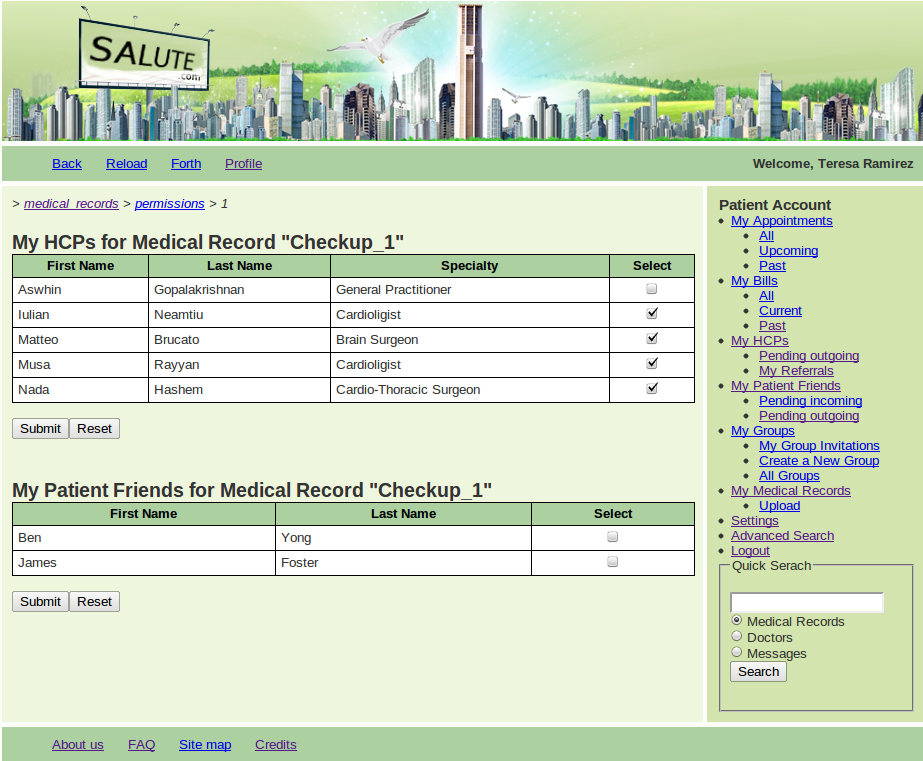 SALUTE
.com
Back Reload Forth Profile Welcome, Teresa Ramirez
> medical_records > permissions > 1
My HCPs for Medical Record "Checkup_1"
First Name Last Name Specialty Select
Aswhin Gopalakrishnan General Practitioner
Iulian Neamtiu Cardioligist
Matteo Brucato Brain Surgeon
Musa Rayyan Cardioligist
Nada Hashem Cardio-Thoracic Surgeon
Submit Reset
My Patient Friends for Medical Record "Checkup_1"
First Name Last Name Select
Ben Yong
James Foster
Submit Reset
Patient Account
My Appointments
All
Upcoming
Past
My Bills
All
Current
Past
My HCPs
Pending outgoing
My Referrals
My Patient Friends
Pending incoming
Pending outgoing
My Groups
My Group Invitations
Create a New Group
All Groups
My Medical Records
Upload
Settings
Advanced Search
Logout
Quick Serach
Medical Records
Doctors
Messages
Search
About us FAQ Site map Credits